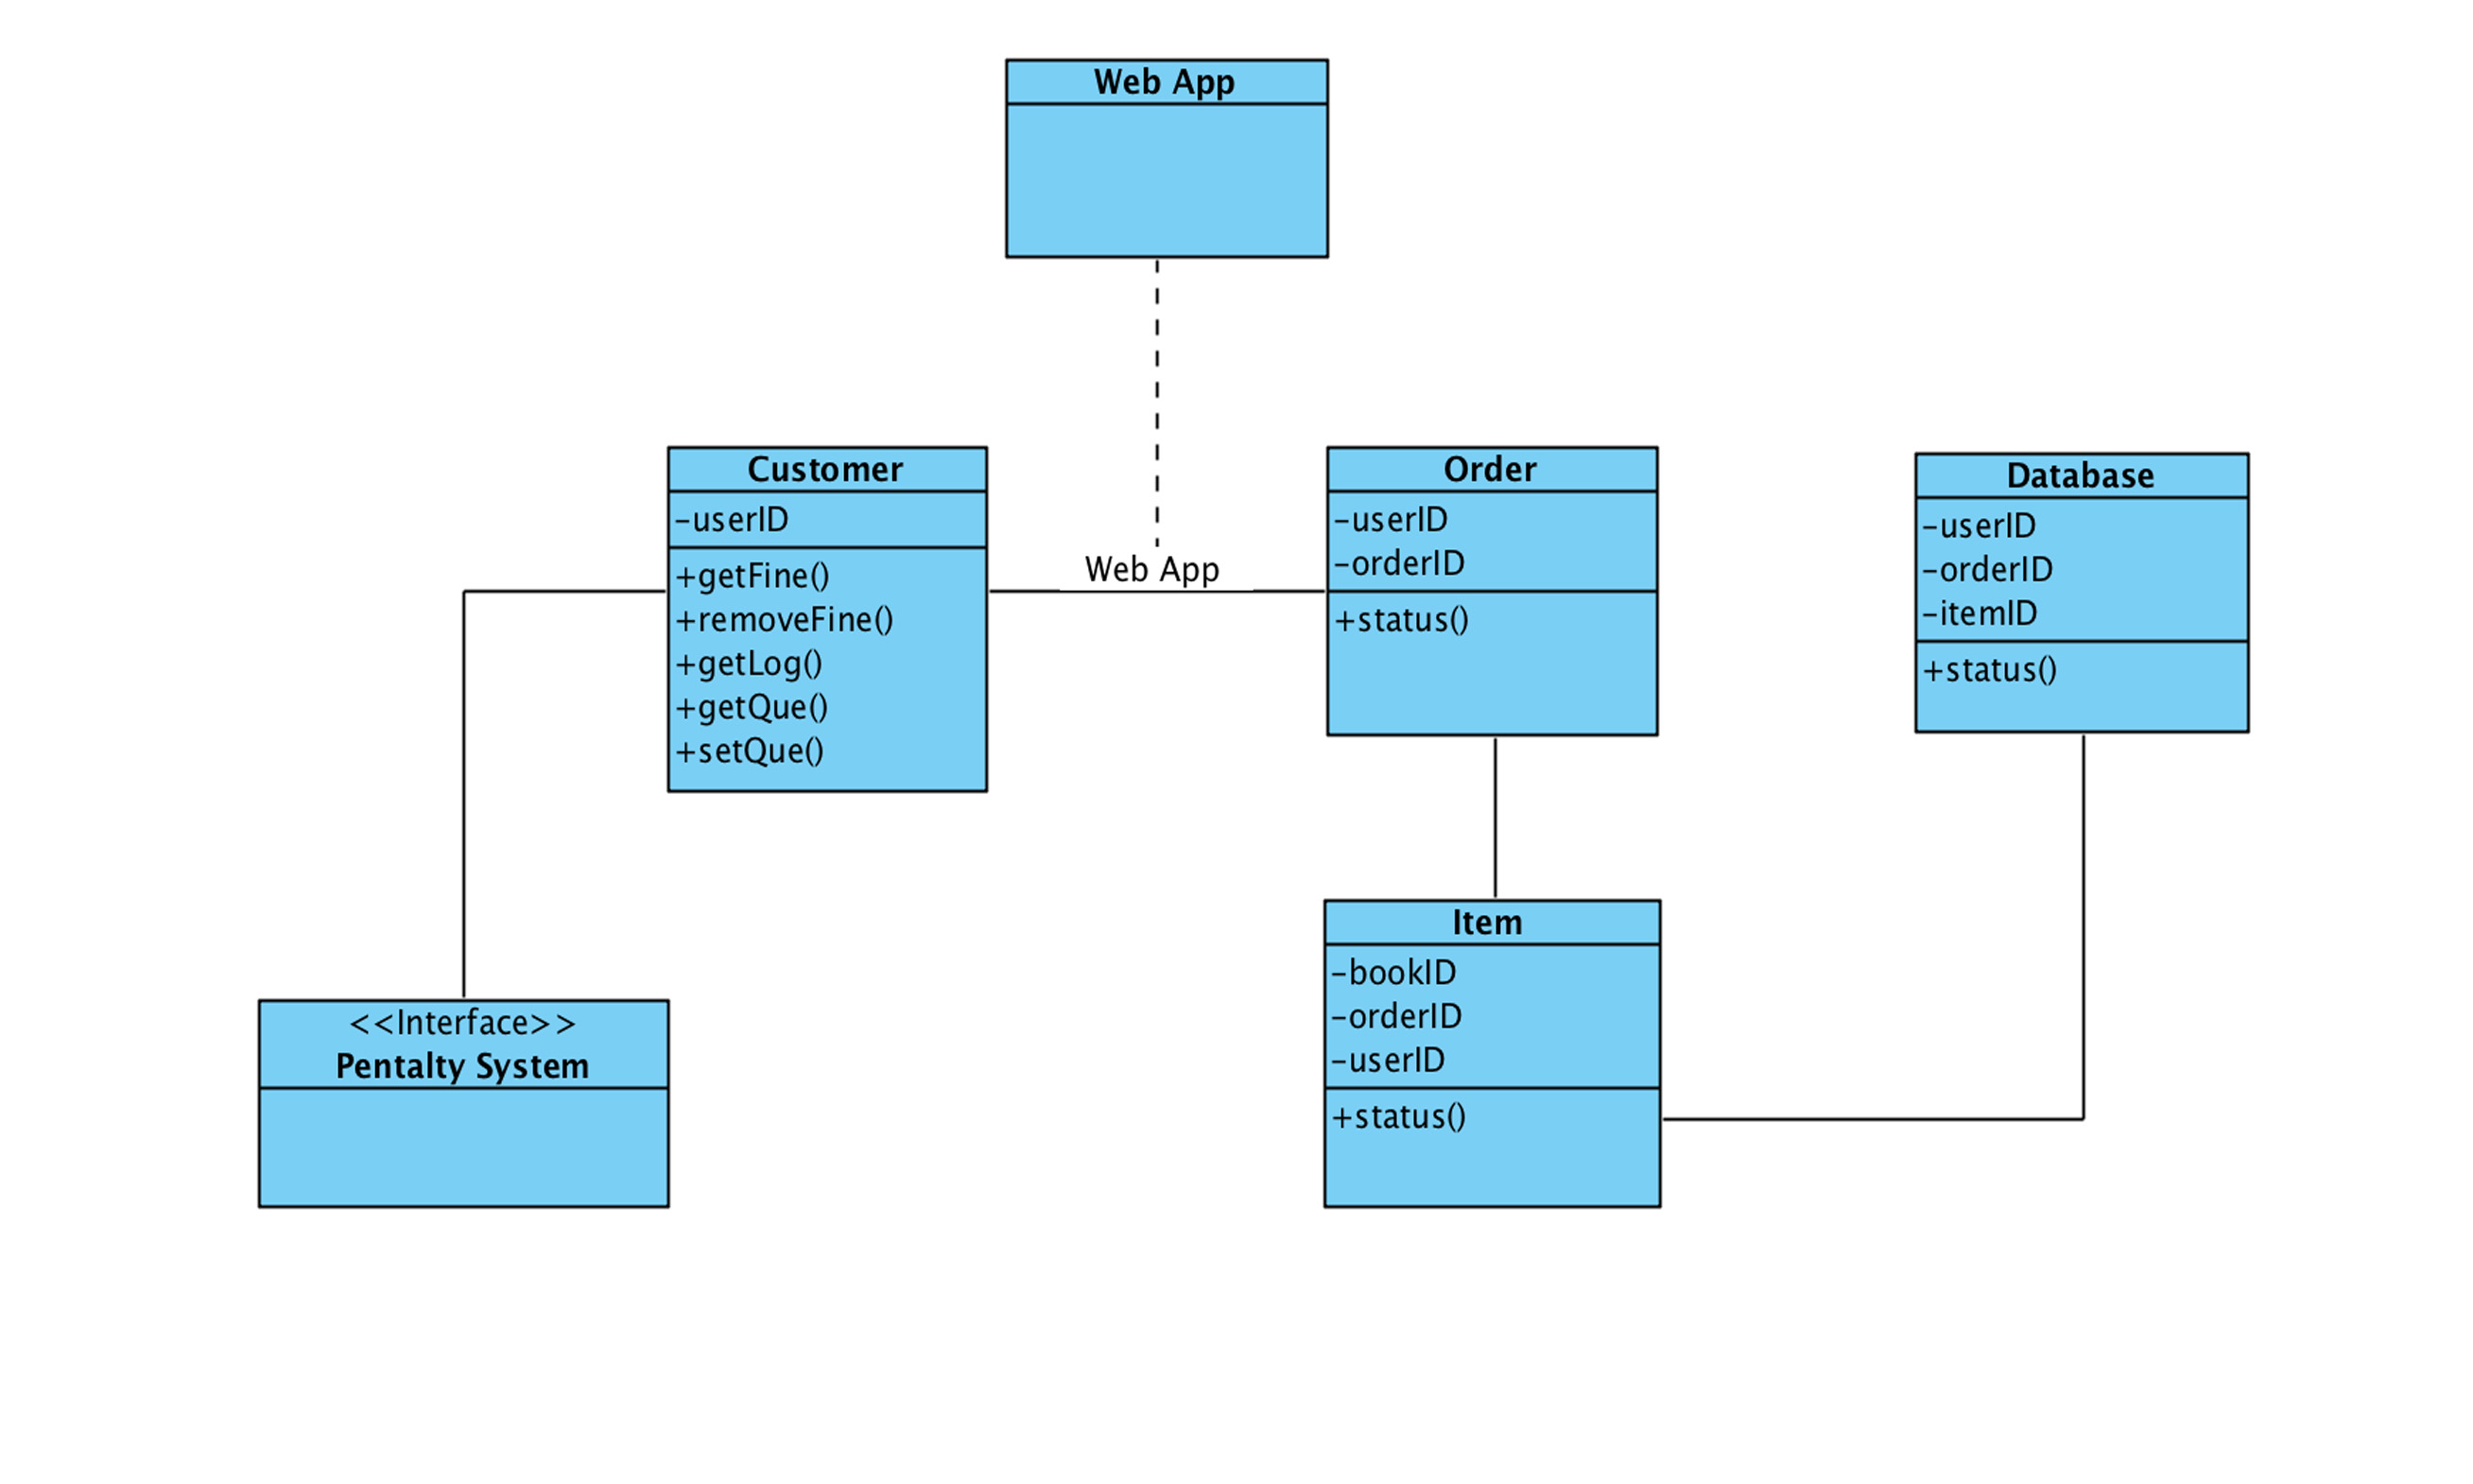 Web App
Customer
-userID
+getFine()
+removeFine()
+getLog()
+getQue()
+setQue()
Web App
Order
-userID
-orderID
+status()
Database
-userID
-orderID
-itemID
+status()
<<Interface>>
Pentalty System
Item
-bookID
-orderID
-userID
+status()